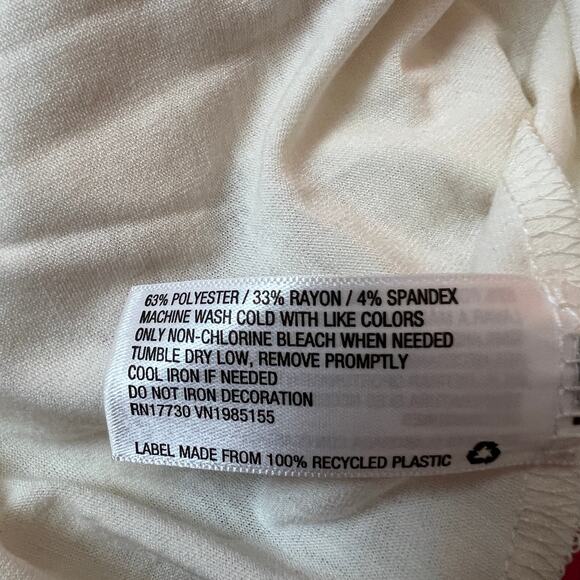 63% POLYESTER / 33% RAYON / 4% SPANDEX
MACHINE WASH COLD WITH LIKE COLORS
ONLY NON-CHLORINE BLEACH WHEN NEEDED
TUMBLE DRY LOW, REMOVE PROMPTLY
COOL IRON IF NEEDED
DO NOT IRON DECORATION
RN17730 VN1985155
LABEL MADE FROM 100% RECYCLED PLASTIC